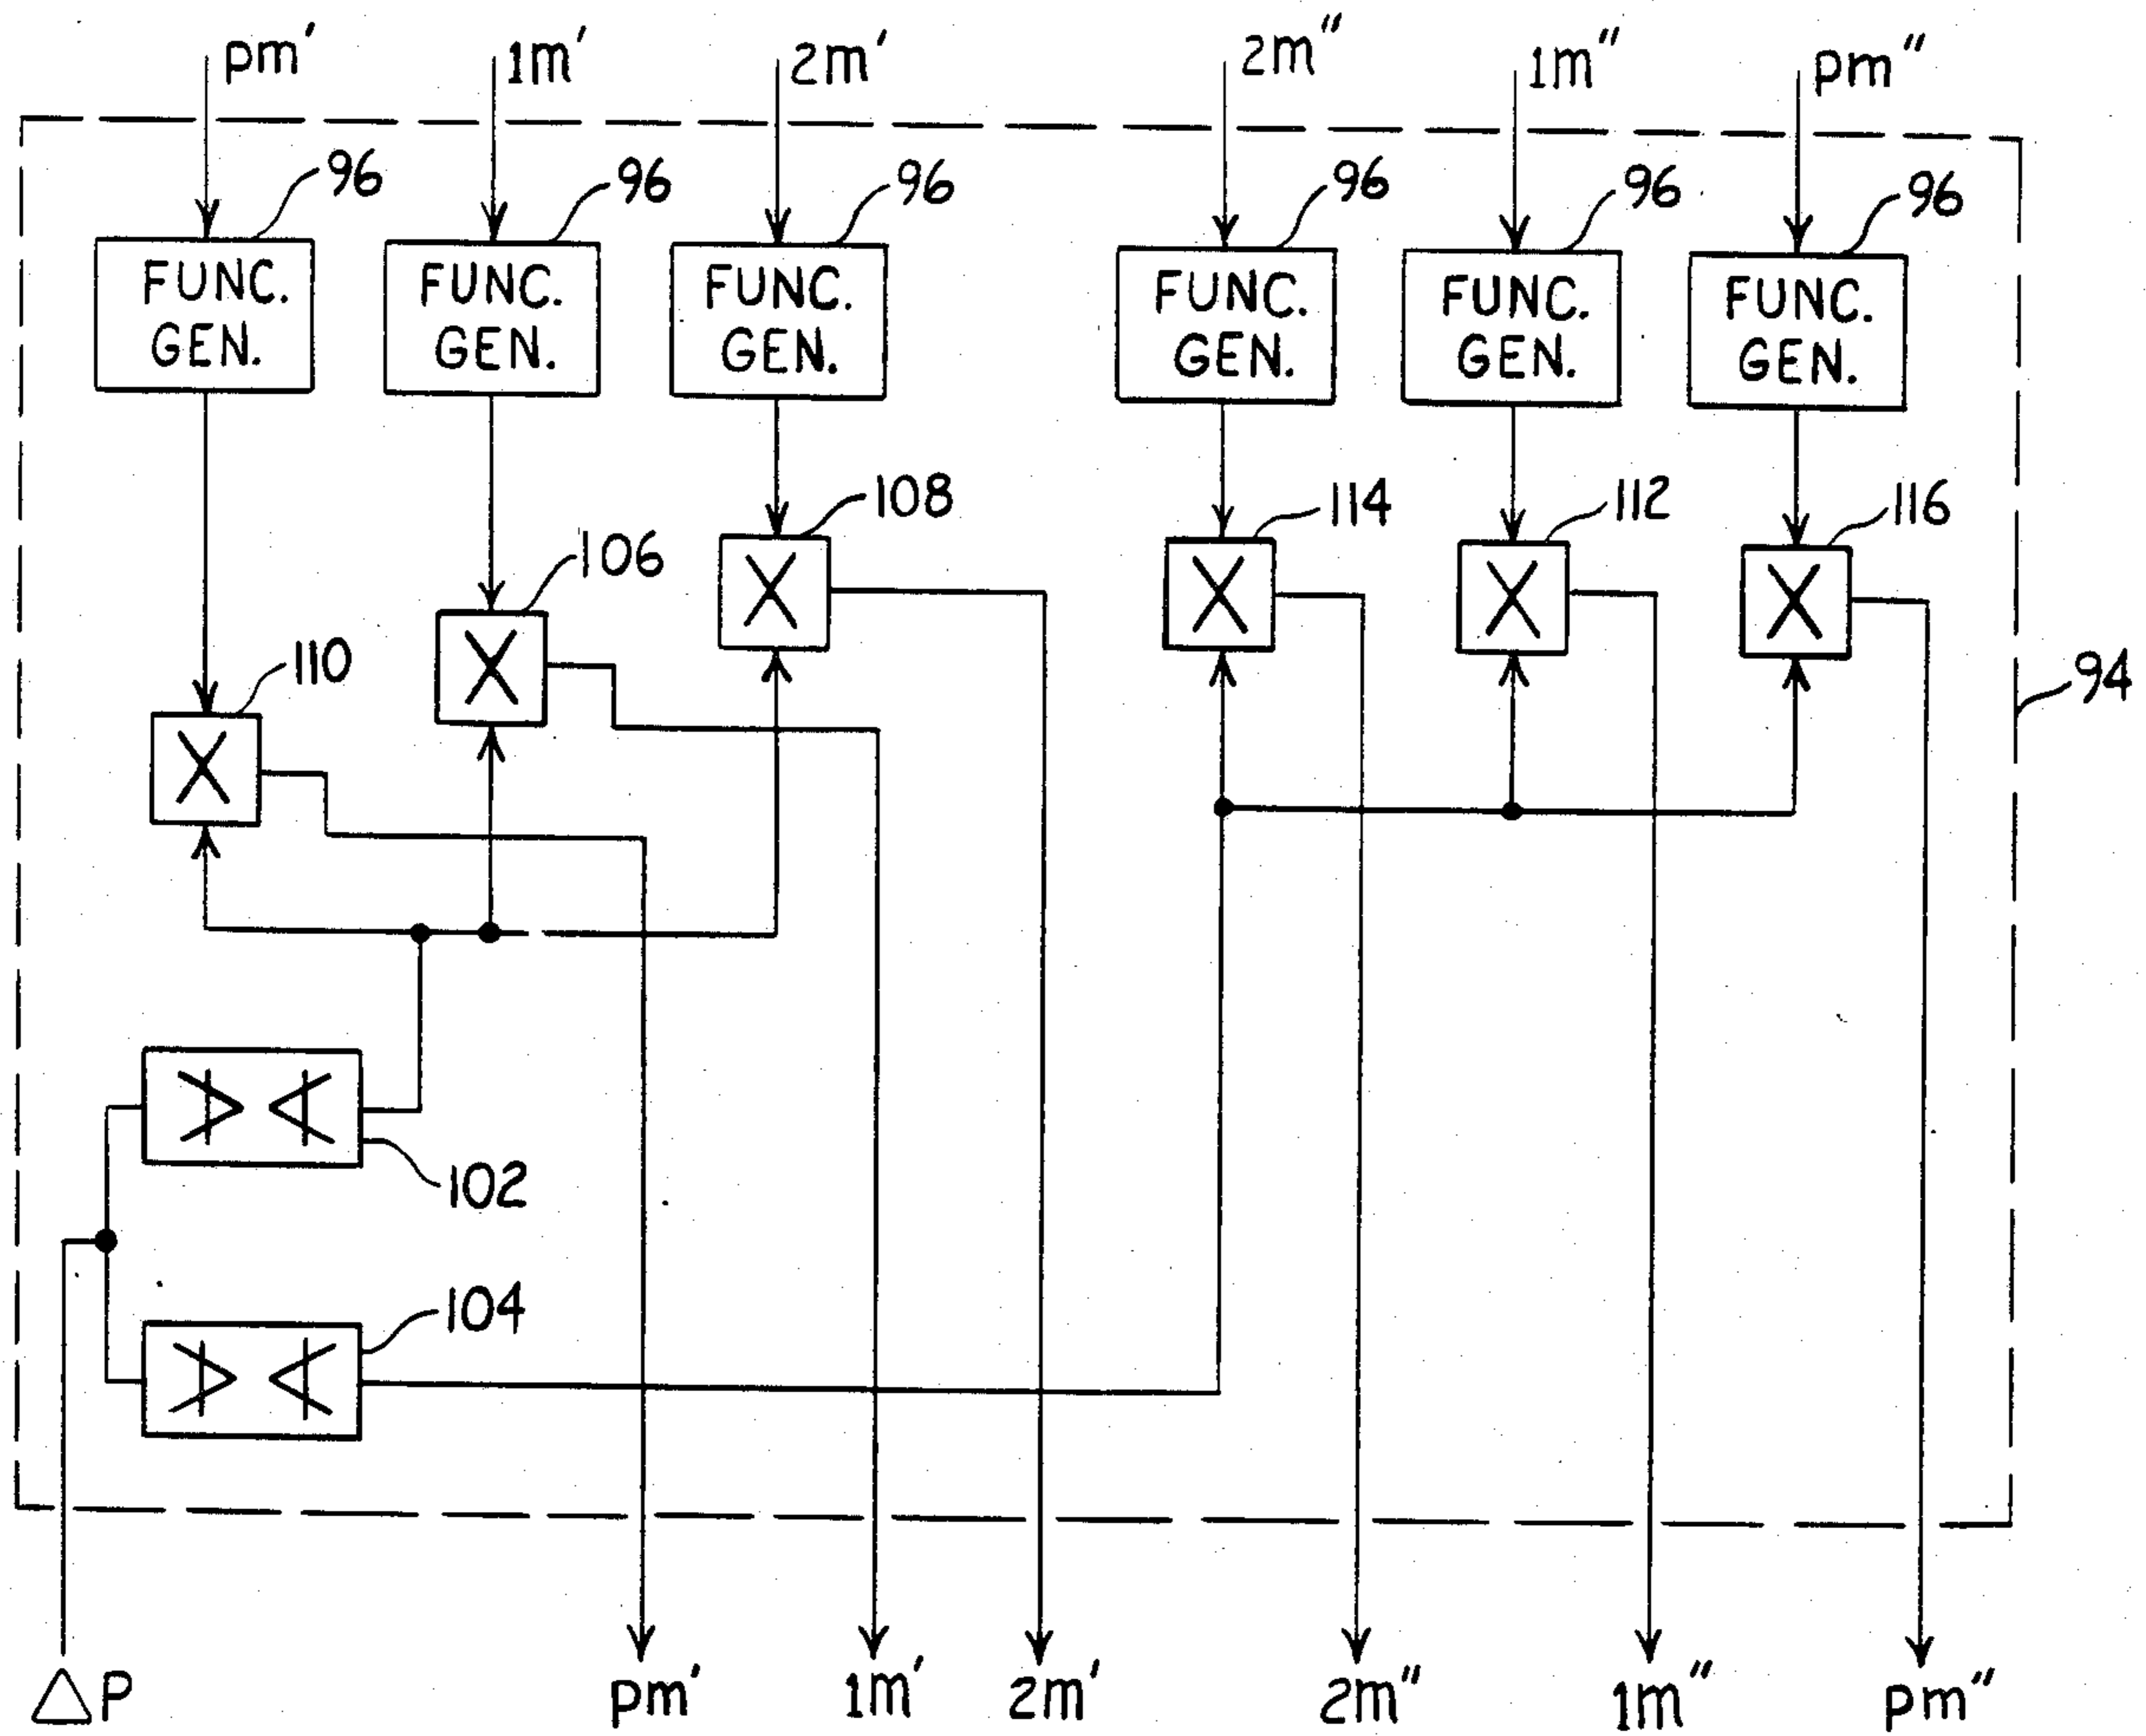 pm′ 1m′ 2m′ 2m″ 1m″ pm″
96 96 96 96 96 96
FUNC. FUNC. FUNC. FUNC. FUNC. FUNC.
GEN. GEN. GEN. GEN. GEN. GEN.
108 114 112 116
X X X X
106
X
110
X
94
102
104
△P pm′ 1m′ 2m′ 2m″ 1m″ pm″